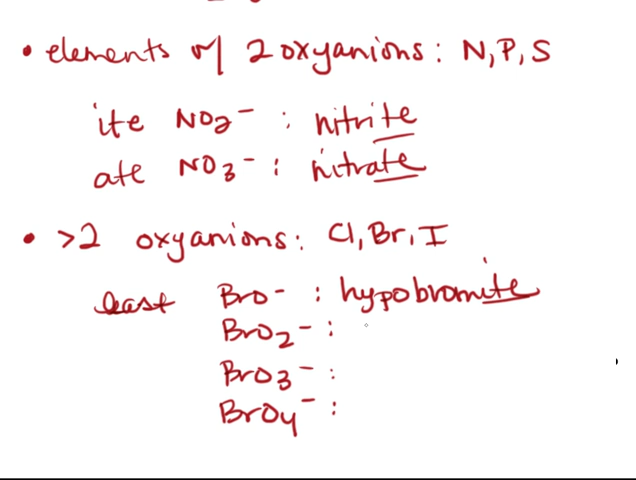 • elements w/ 2 oxyanions: N, P, S
ite NO₂⁻ : nitrite
ate NO₃⁻ : nitrate
• >2 oxyanions: Cl, Br, I
least BrO⁻ : hypobromite
BrO₂⁻ :
BrO₃⁻ :
BrO₄⁻ :